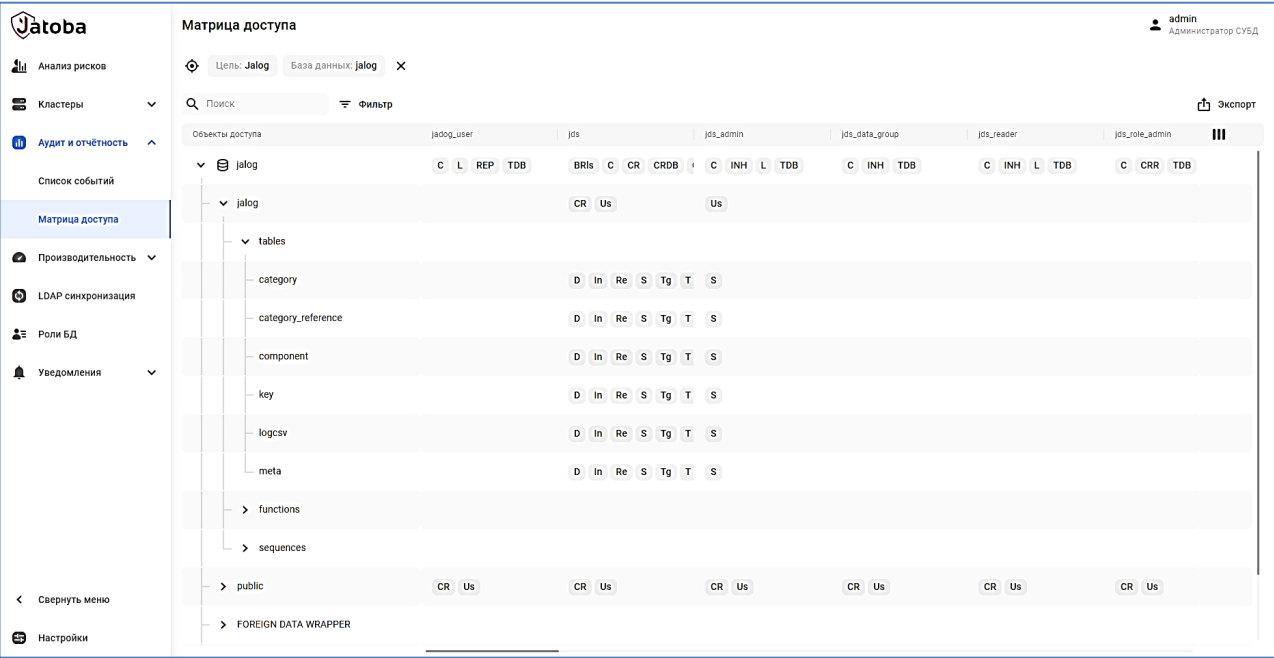 Jatoba
Матрица доступа
admin
Администратор СУБД
Анализ рисков
Кластеры
Аудит и отчётность
Список событий
Матрица доступа
Производительность
LDAP синхронизация
Роли БД
Уведомления
Свернуть меню
Настройки
Цель: Jalog База данных: jalog
Поиск Фильтр Экспорт
Объекты доступа jadog_user jds jds_admin jds_data_group jds_reader jds_role_admin
jalog C L REP TDB BRls C CR CRDB C INH L TDB C INH TDB C INH L TDB C CRR TDB
jalog CR Us Us
tables
category D In Re S Tg T S
category_reference D In Re S Tg T S
component D In Re S Tg T S
key D In Re S Tg T S
logcsv D In Re S Tg T S
meta D In Re S Tg T S
functions
sequences
public CR Us CR Us CR Us CR Us CR Us CR Us
FOREIGN DATA WRAPPER